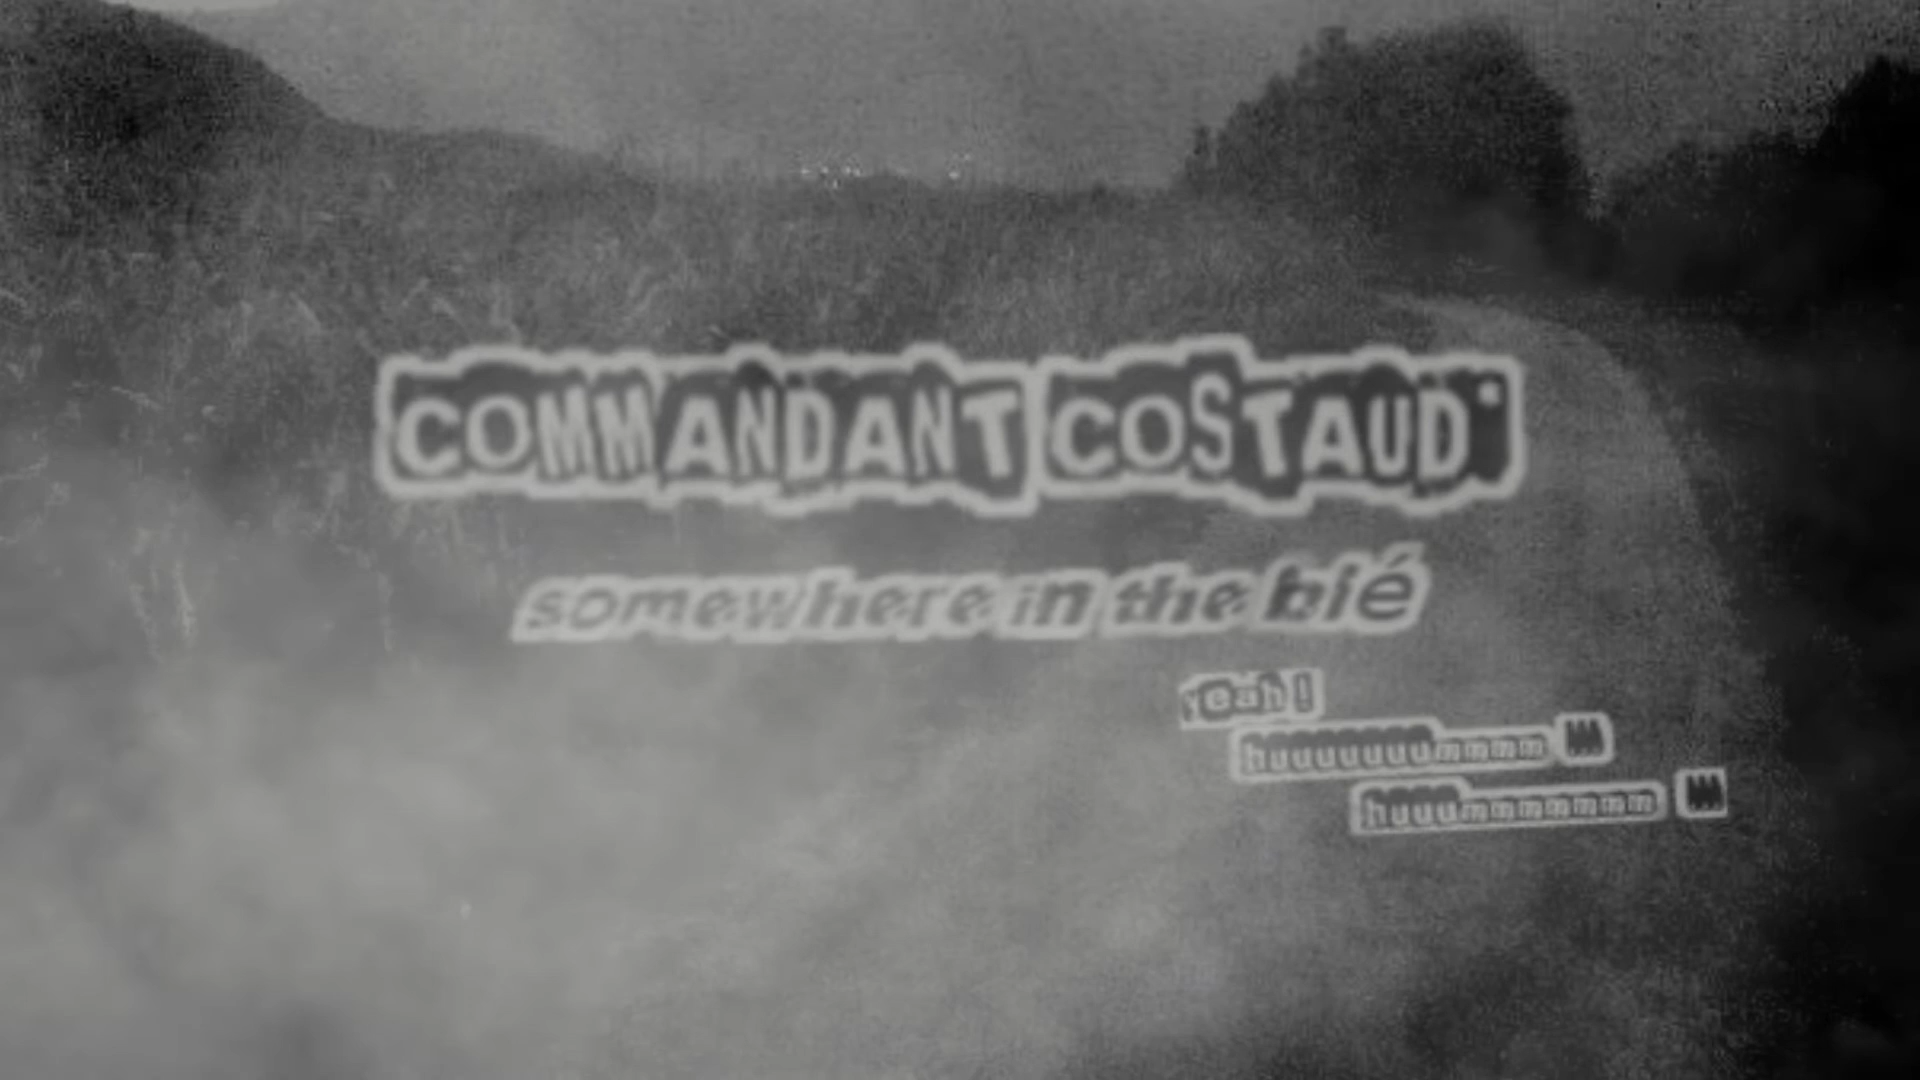 COMMANDANT COSTAUD
somewhere in the blé
yeah !
huuuuuuummmm !!!
huuummmmmmm !!!